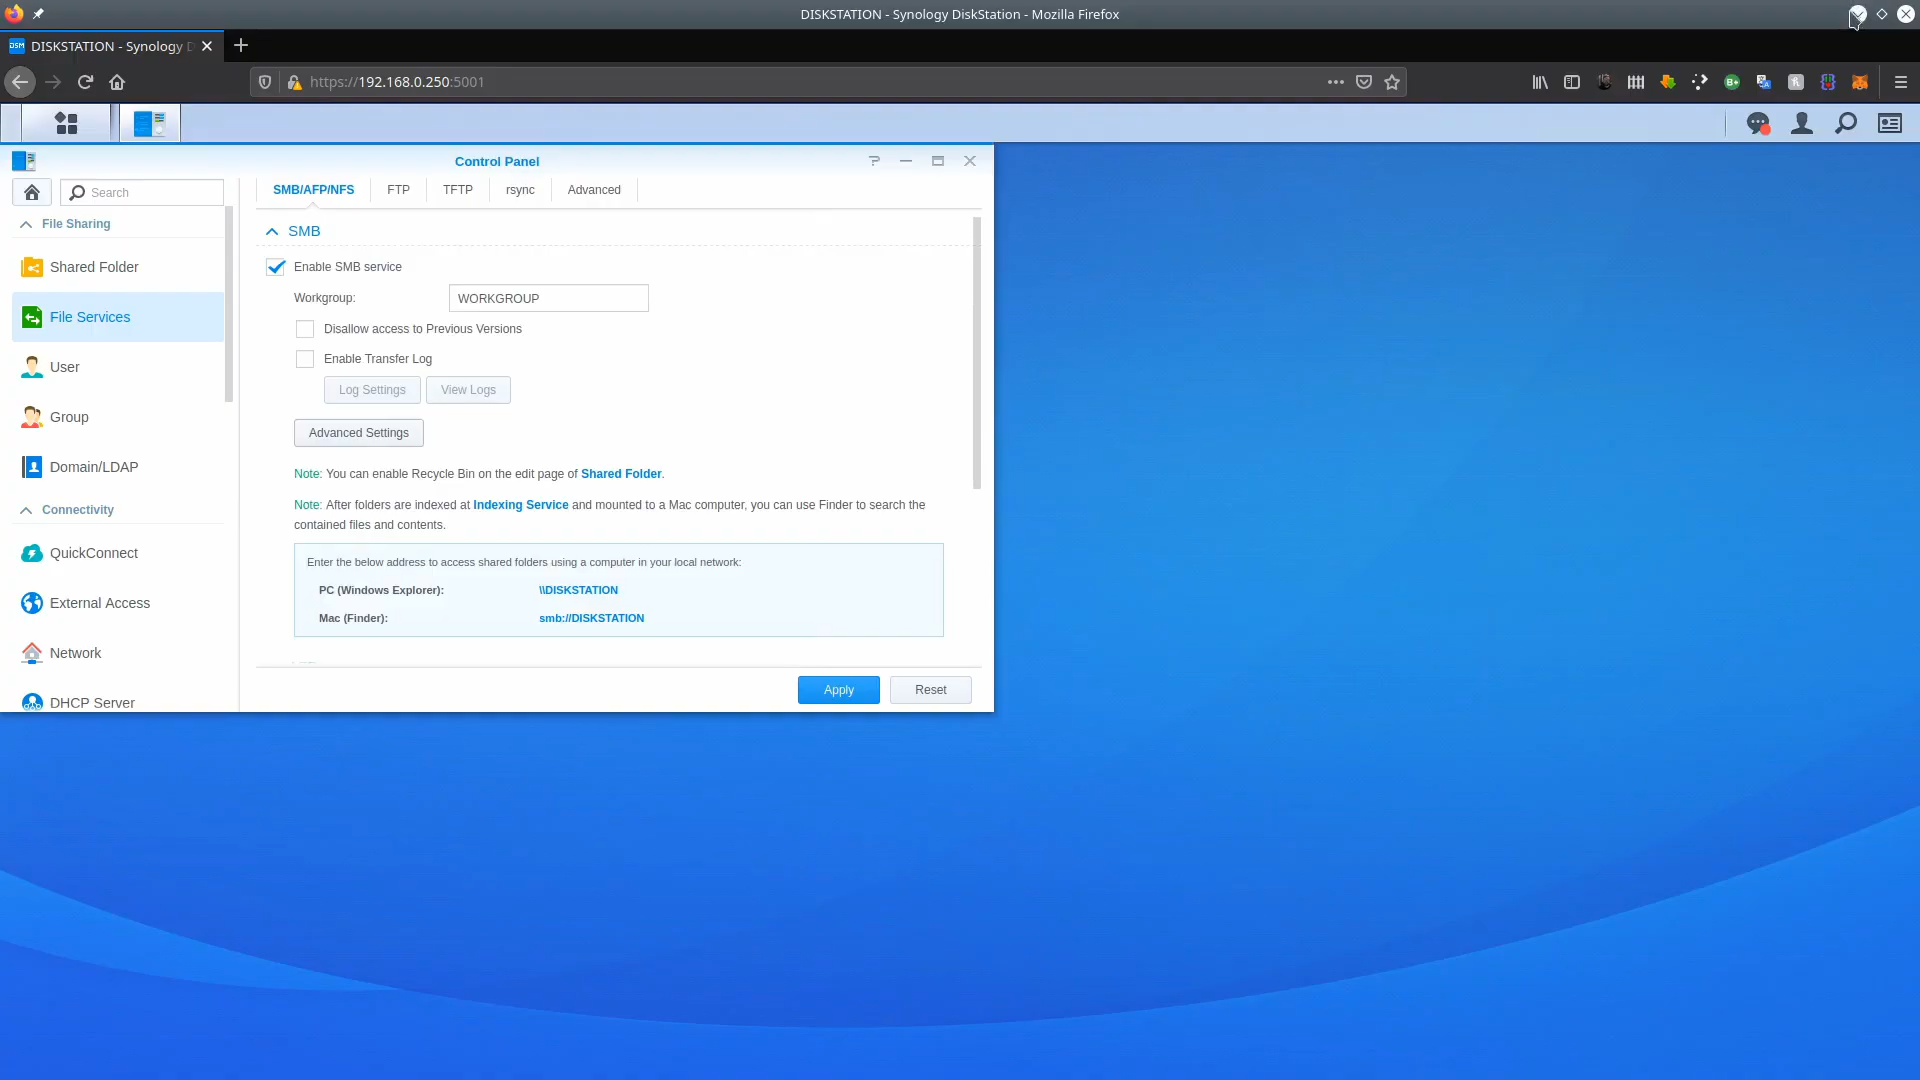 DISKSTATION - Synology DiskStation - Mozilla Firefox
DSM DISKSTATION - Synology D
https://192.168.0.250:5001
Control Panel
Search
SMB/AFP/NFS FTP TFTP rsync Advanced
File Sharing
Shared Folder
File Services
User
Group
Domain/LDAP
Connectivity
QuickConnect
External Access
Network
DHCP Server
SMB
Enable SMB service
Workgroup: WORKGROUP
Disallow access to Previous Versions
Enable Transfer Log
Log Settings View Logs
Advanced Settings
Note: You can enable Recycle Bin on the edit page of Shared Folder.
Note: After folders are indexed at Indexing Service and mounted to a Mac computer, you can use Finder to search the
contained files and contents.
Enter the below address to access shared folders using a computer in your local network:
PC (Windows Explorer): \\DISKSTATION
Mac (Finder): smb://DISKSTATION
Apply Reset